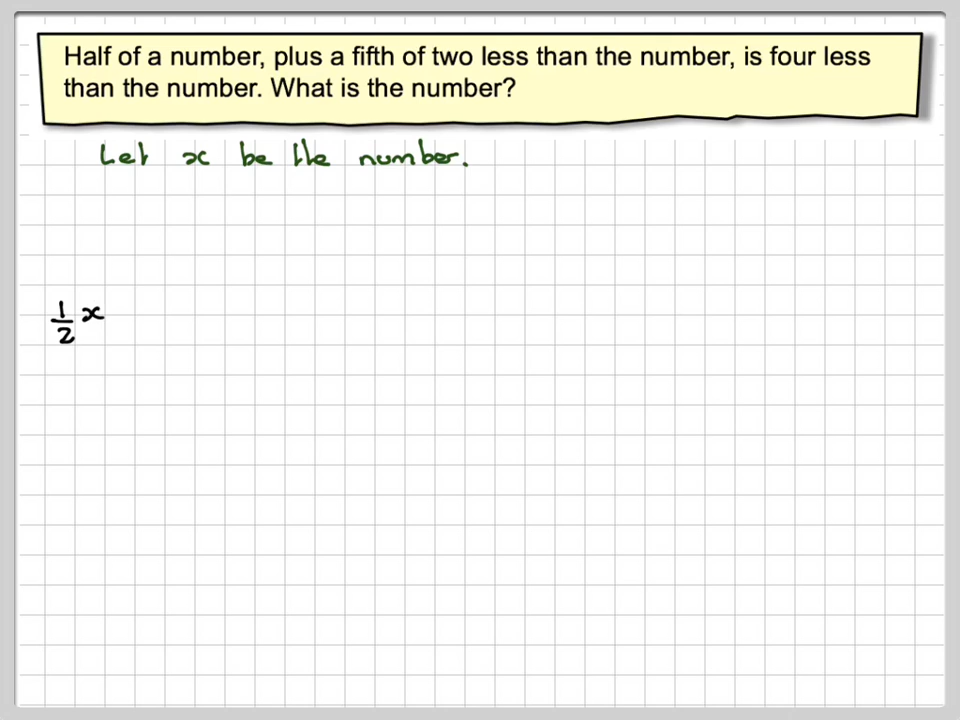 Half of a number, plus a fifth of two less than the number, is four less
than the number. What is the number?
Let x be the number.
1/2 x